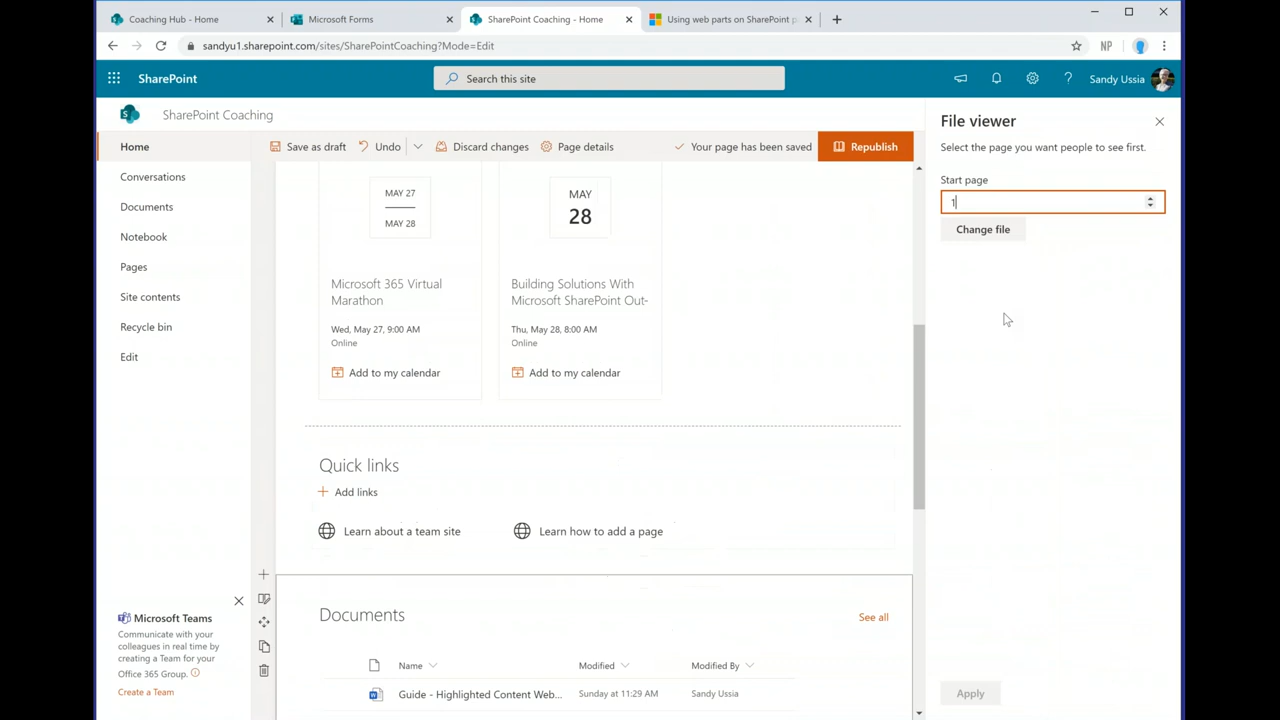 Coaching Hub - Home
Microsoft Forms
SharePoint Coaching - Home
Using web parts on SharePoint p
sandyu1.sharepoint.com/sites/SharePointCoaching?Mode=Edit
NP
SharePoint
Search this site
Sandy Ussia
SharePoint Coaching
Home
Conversations
Documents
Notebook
Pages
Site contents
Recycle bin
Edit
Save as draft
Undo
Discard changes
Page details
Your page has been saved
Republish
MAY 27
MAY 28
Microsoft 365 Virtual
Marathon
Wed, May 27, 9:00 AM
Online
Add to my calendar
MAY
28
Building Solutions With
Microsoft SharePoint Out-
Thu, May 28, 8:00 AM
Online
Add to my calendar
Quick links
Add links
Learn about a team site
Learn how to add a page
Documents
See all
Name
Modified
Modified By
Guide - Highlighted Content Web...
Sunday at 11:29 AM
Sandy Ussia
Microsoft Teams
Communicate with your
colleagues in real time by
creating a Team for your
Office 365 Group.
Create a Team
File viewer
Select the page you want people to see first.
Start page
1
Change file
Apply